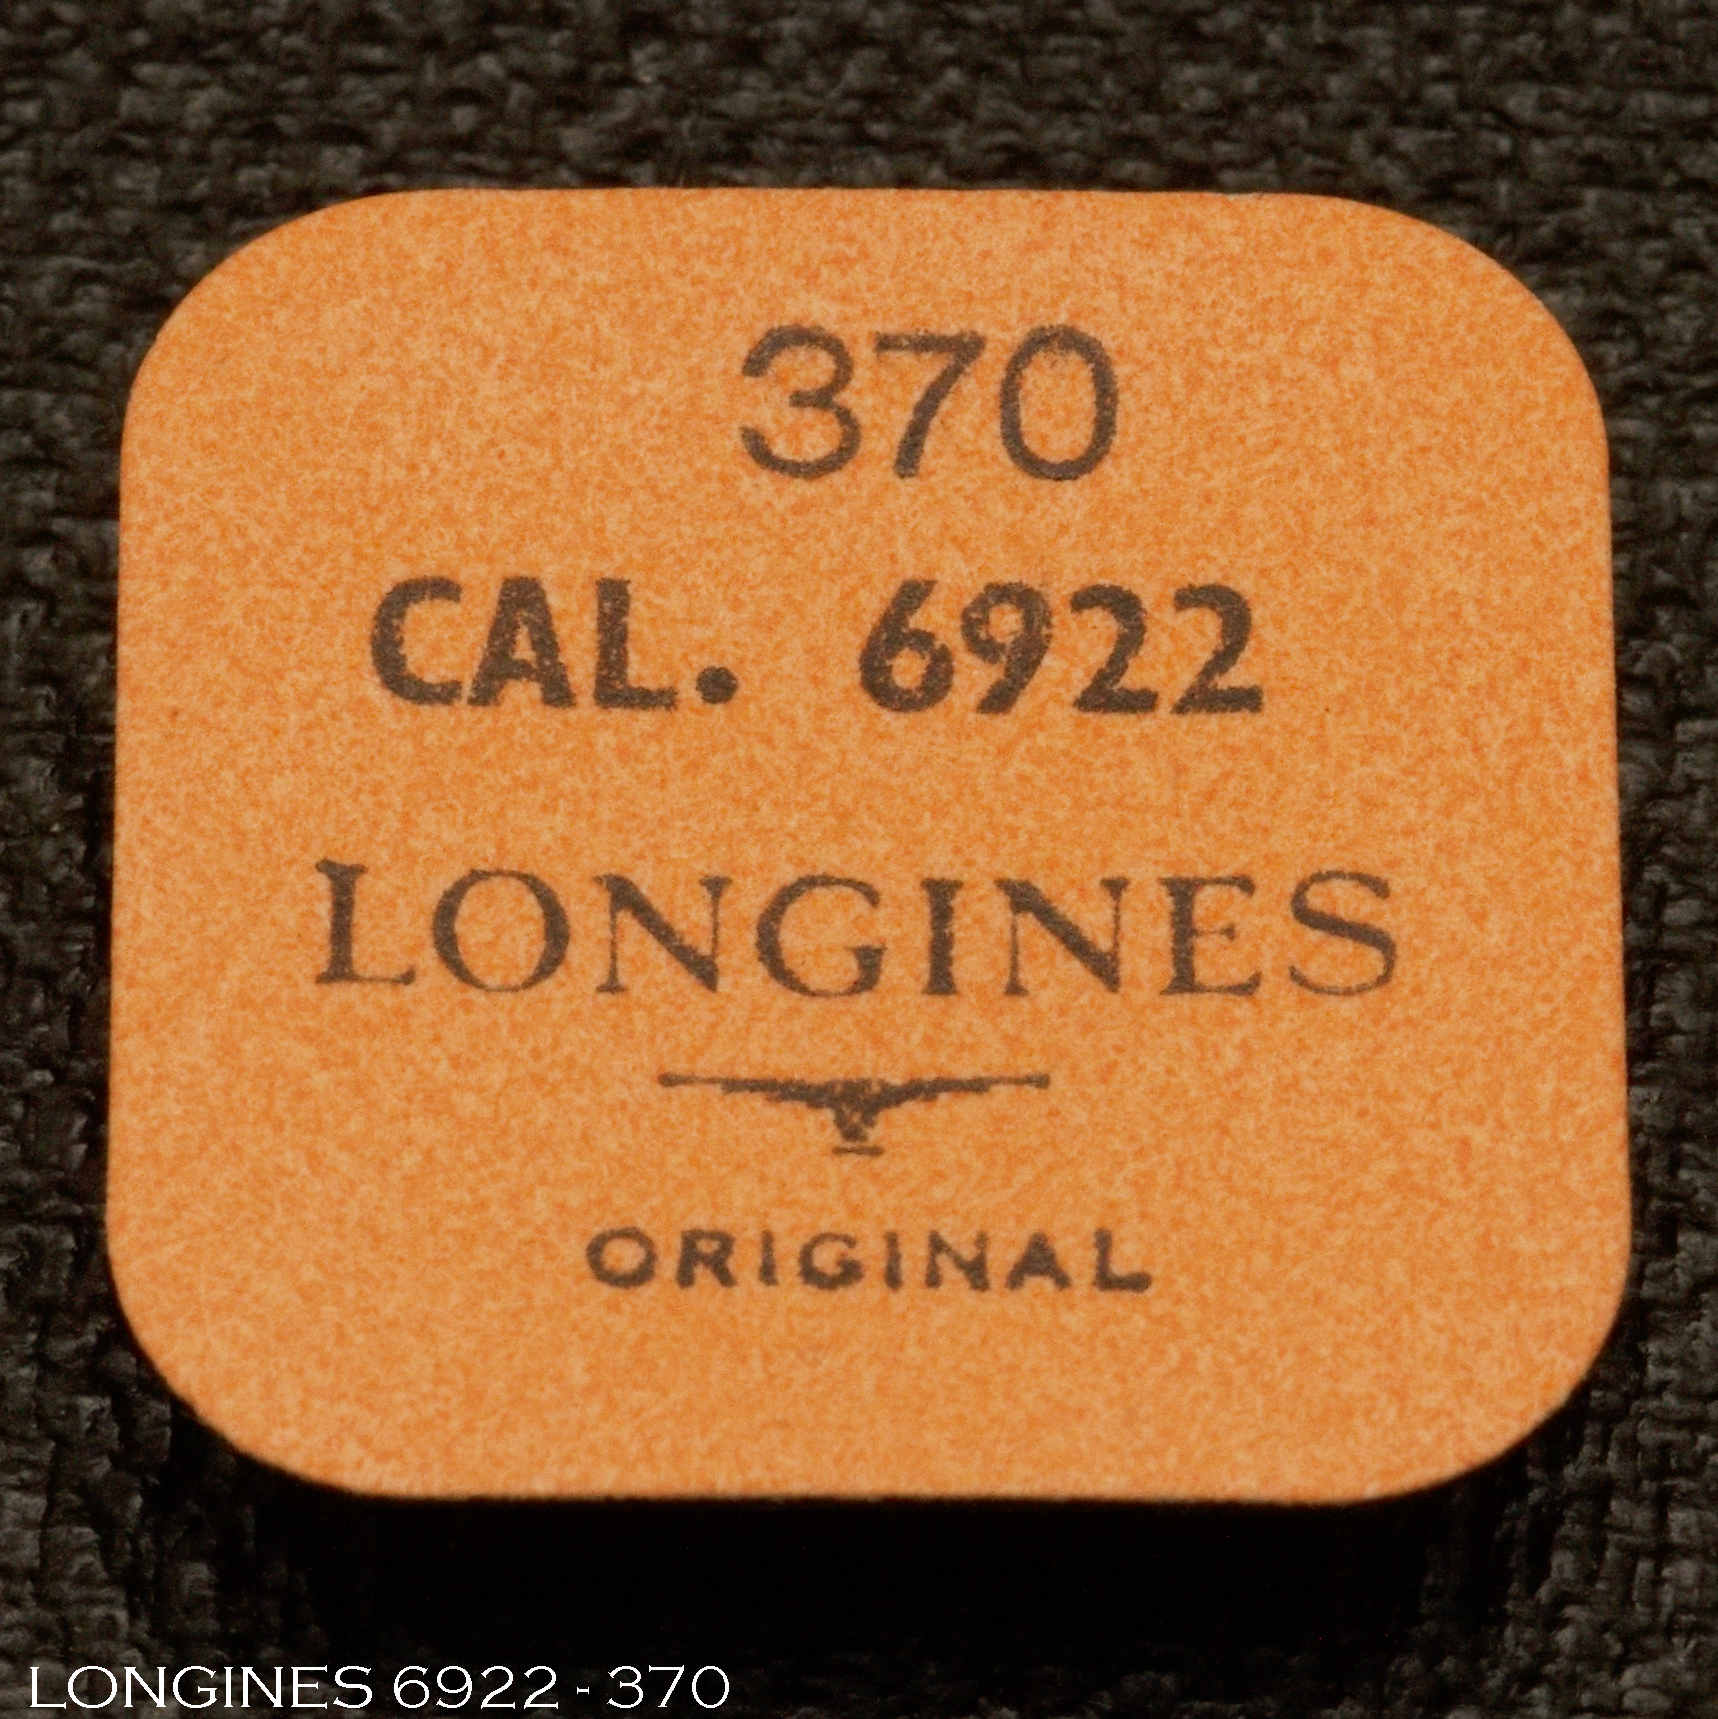 370
CAL. 6922
LONGINES
ORIGINAL
LONGINES 6922 - 370